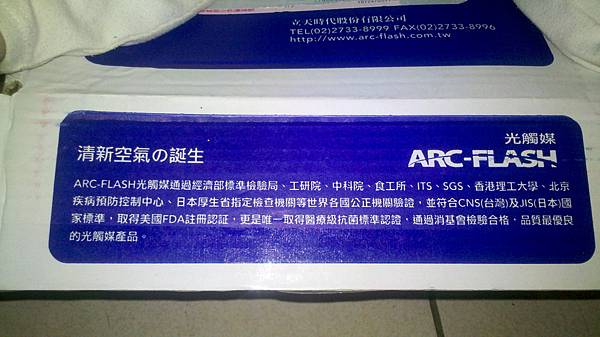 立天時代股份有限公司
TEL(02)2733-8999 FAX(02)2733-8996
http://www.arc-flash.com.tw
光觸媒
清新空氣の誕生
ARC-FLASH
ARC-FLASH光觸媒通過經濟部標準檢驗局、工研院、中科院、食工所、ITS、SGS、香港理工大學、北京
疾病預防控制中心、日本厚生省指定檢查機關等世界各國公正機關驗證，並符合CNS(台灣)及JIS(日本)國
家標準，取得美國FDA註冊認証，更是唯一取得醫療級抗菌標準認證，通過消基會檢驗合格，品質最優良
的光觸媒產品。